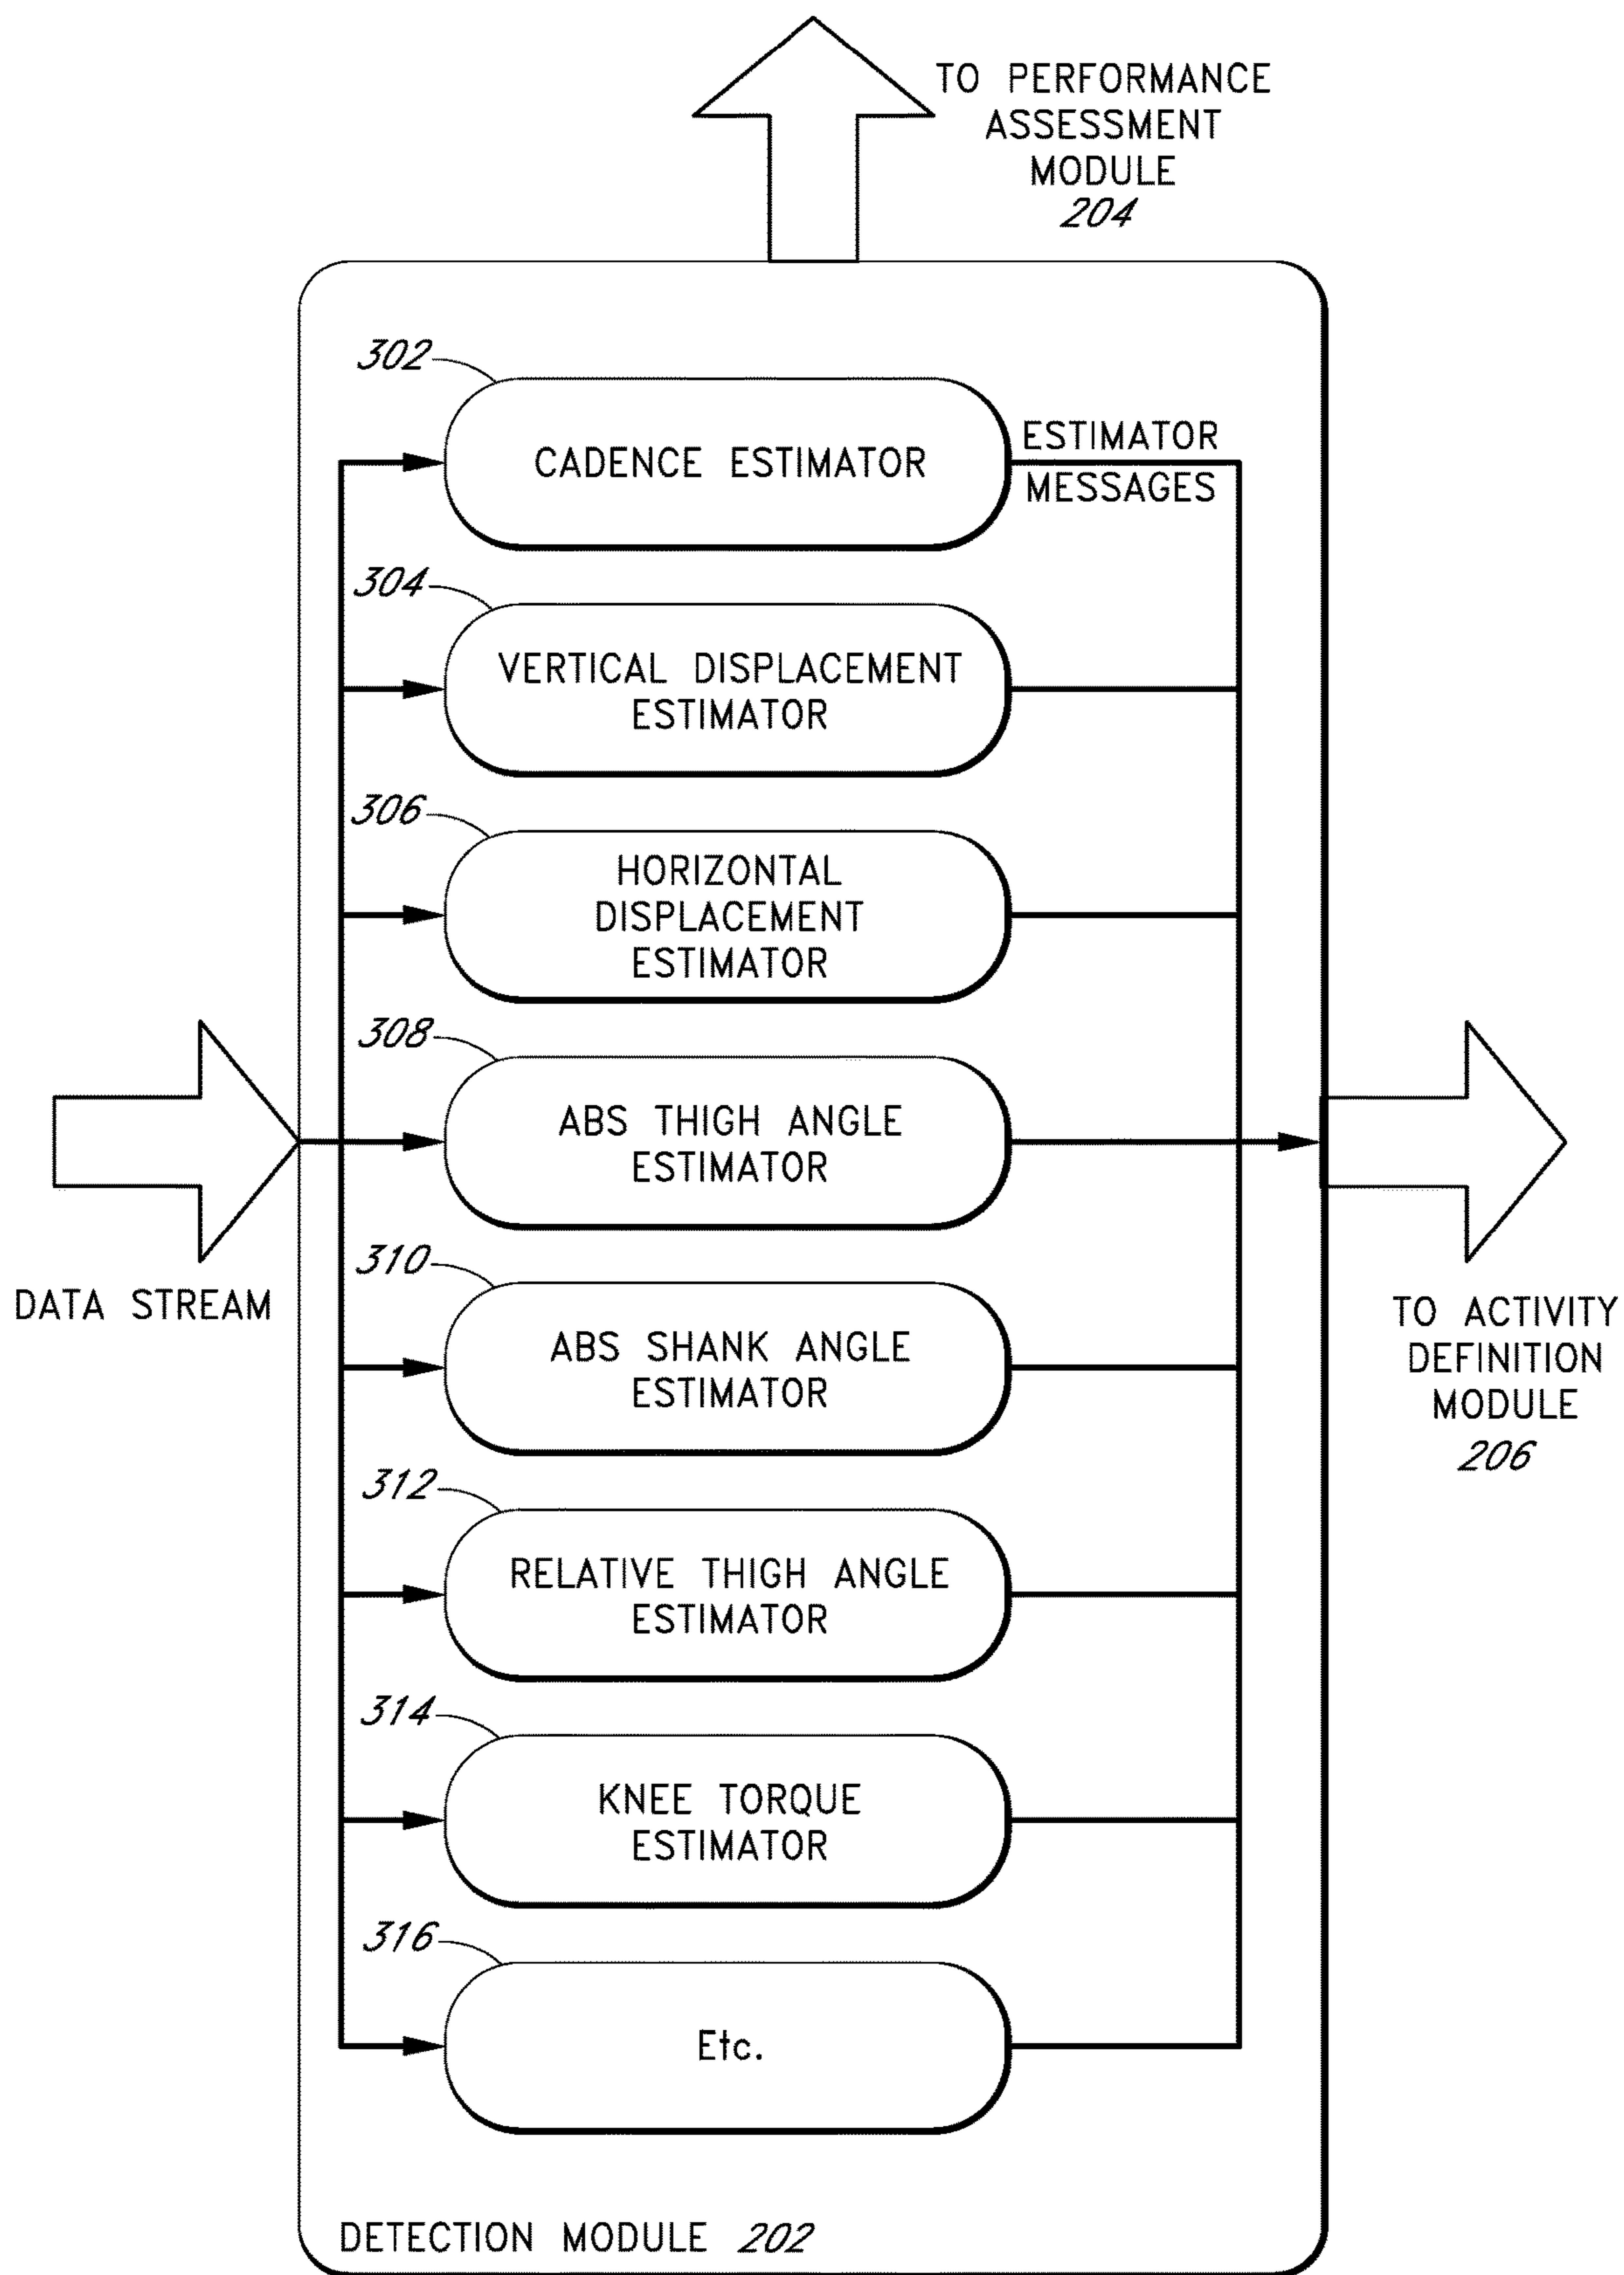 TO PERFORMANCE
ASSESSMENT
MODULE
204
302
CADENCE ESTIMATOR
ESTIMATOR
MESSAGES
304
VERTICAL DISPLACEMENT
ESTIMATOR
306
HORIZONTAL
DISPLACEMENT
ESTIMATOR
308
ABS THIGH ANGLE
ESTIMATOR
DATA STREAM
310
ABS SHANK ANGLE
ESTIMATOR
TO ACTIVITY
DEFINITION
MODULE
206
312
RELATIVE THIGH ANGLE
ESTIMATOR
314
KNEE TORQUE
ESTIMATOR
316
Etc.
DETECTION MODULE 202